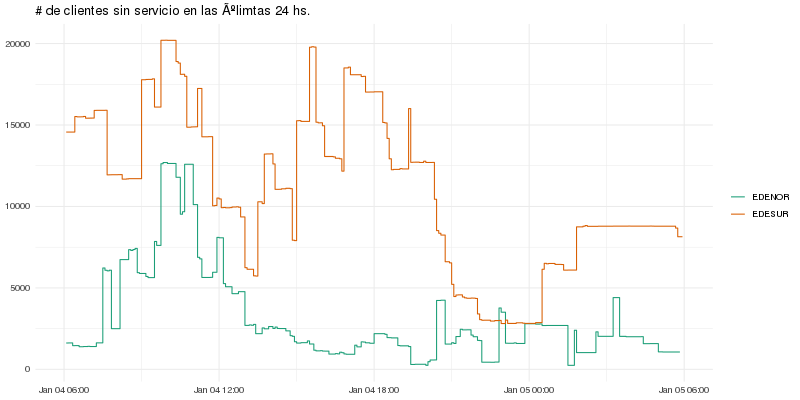 # de clientes sin servicio en las Ãºlimtas 24 hs.
20000
15000
10000
5000
0
Jan 04 06:00 Jan 04 12:00 Jan 04 18:00 Jan 05 00:00 Jan 05 06:00
EDENOR
EDESUR